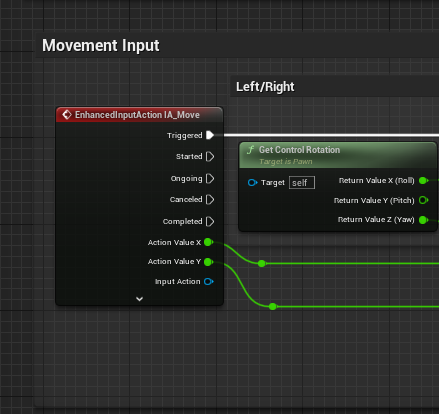 Movement Input
Left/Right
EnhancedInputAction IA_Move
Triggered
Started
Ongoing
Canceled
Completed
Action Value X
Action Value Y
Input Action
f Get Control Rotation
Target is Pawn
Target self
Return Value X (Roll)
Return Value Y (Pitch)
Return Value Z (Yaw)